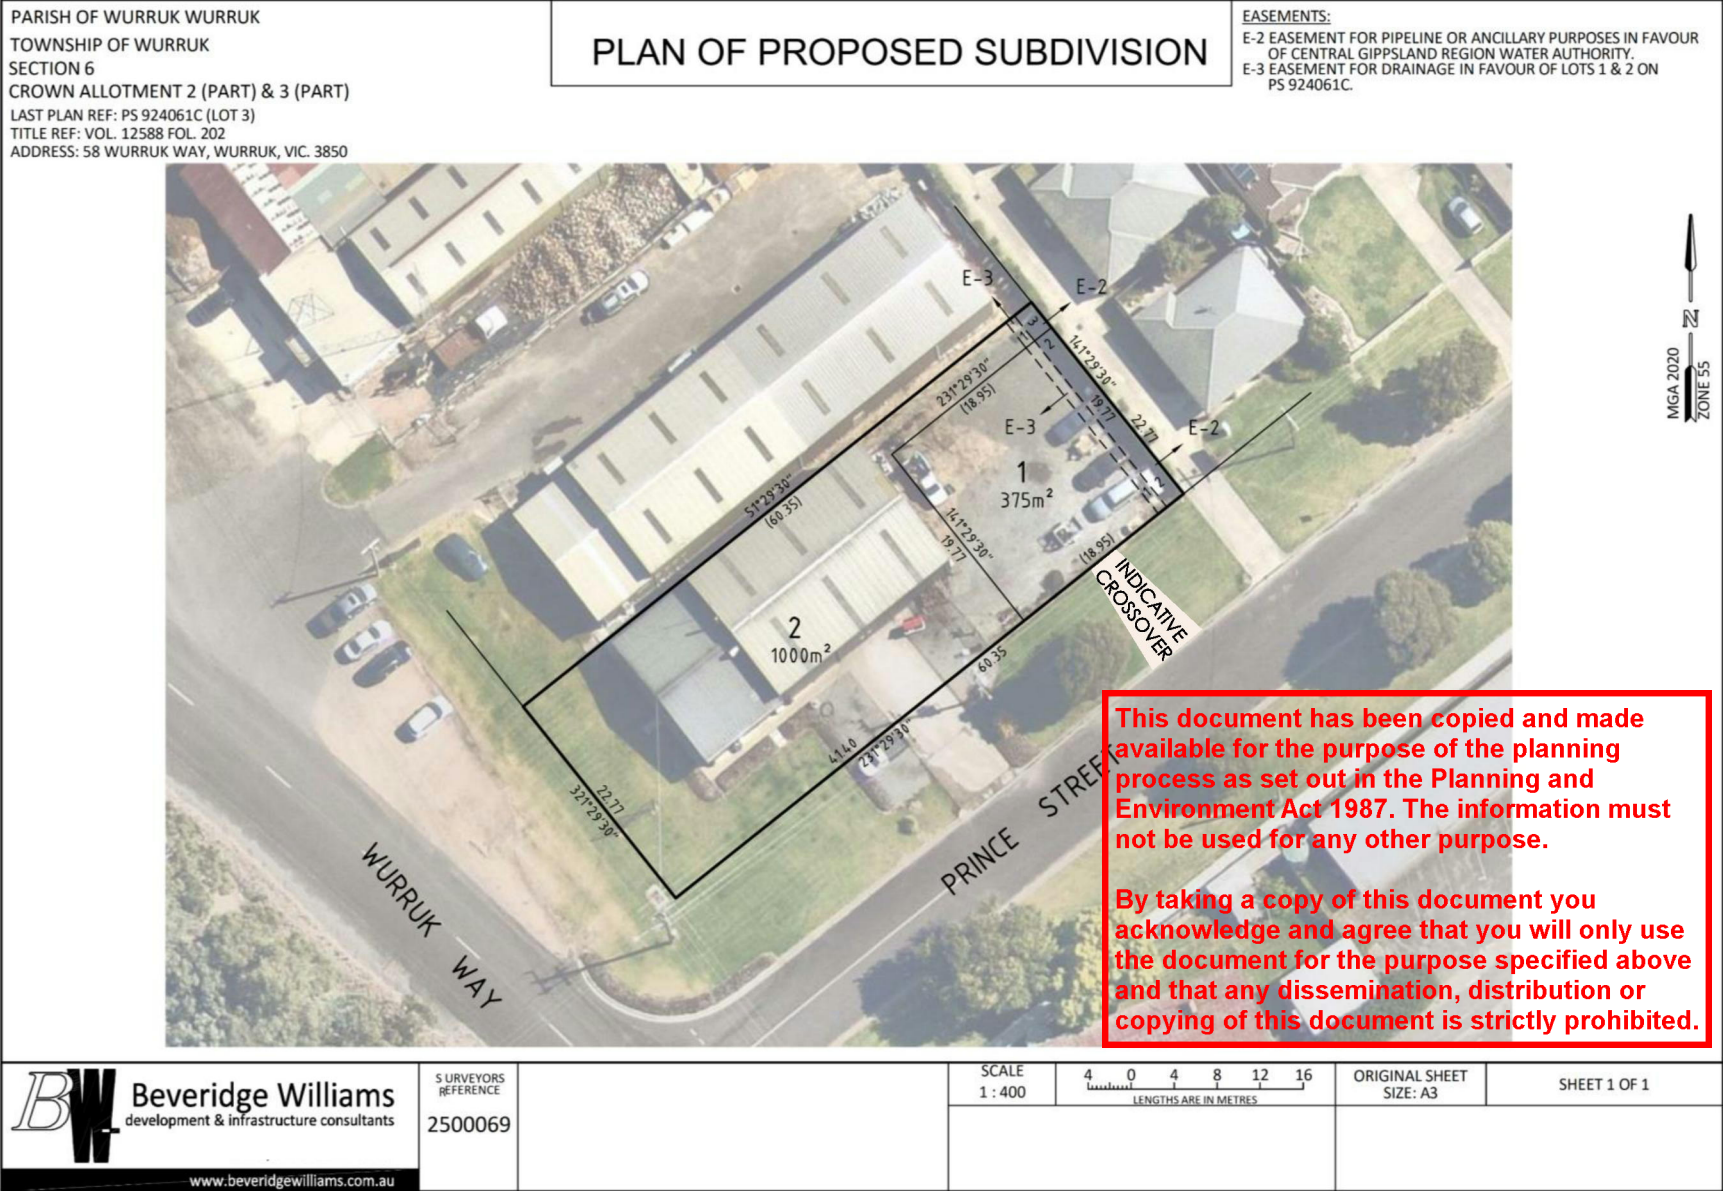 PARISH OF WURRUK WURRUK
TOWNSHIP OF WURRUK
SECTION 6
CROWN ALLOTMENT 2 (PART) & 3 (PART)
LAST PLAN REF: PS 924061C (LOT 3)
TITLE REF: VOL. 12588 FOL. 202
ADDRESS: 58 WURRUK WAY, WURRUK, VIC. 3850
PLAN OF PROPOSED SUBDIVISION
EASEMENTS:
E-2 EASEMENT FOR PIPELINE OR ANCILLARY PURPOSES IN FAVOUR
OF CENTRAL GIPPSLAND REGION WATER AUTHORITY.
E-3 EASEMENT FOR DRAINAGE IN FAVOUR OF LOTS 1 & 2 ON
PS 924061C.
N
MGA 2020
ZONE 55
E-3
E-2
3
2
141°29'30"
19.77
22.77
231°29'30"
(18.95)
E-3
E-2
1
375m²
2
51°29'30"
(60.35)
141°29'30"
19.77
(18.95)
INDICATIVE
CROSSOVER
2
1000m²
60.35
41.40
231°29'30"
22.77
321°29'30"
WURRUK
WAY
PRINCE STREET
This document has been copied and made
available for the purpose of the planning
process as set out in the Planning and
Environment Act 1987. The information must
not be used for any other purpose.
By taking a copy of this document you
acknowledge and agree that you will only use
the document for the purpose specified above
and that any dissemination, distribution or
copying of this document is strictly prohibited.
BW
Beveridge Williams
development & infrastructure consultants
www.beveridgewilliams.com.au
SURVEYORS
REFERENCE
2500069
SCALE
1 : 400
4 0 4 8 12 16
LENGTHS ARE IN METRES
ORIGINAL SHEET
SIZE: A3
SHEET 1 OF 1